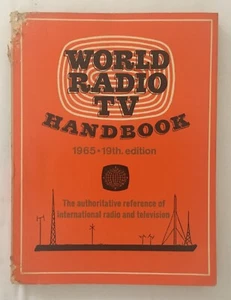 WORLD
RADIO
TV
HANDBOOK
1965 • 19th. edition
The authoritative reference of
international radio and television